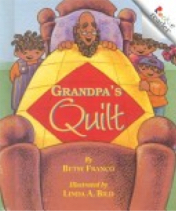 GRANDPA'S
Quilt
By
BETSY FRANCO
Illustrated by
LINDA A. BILD